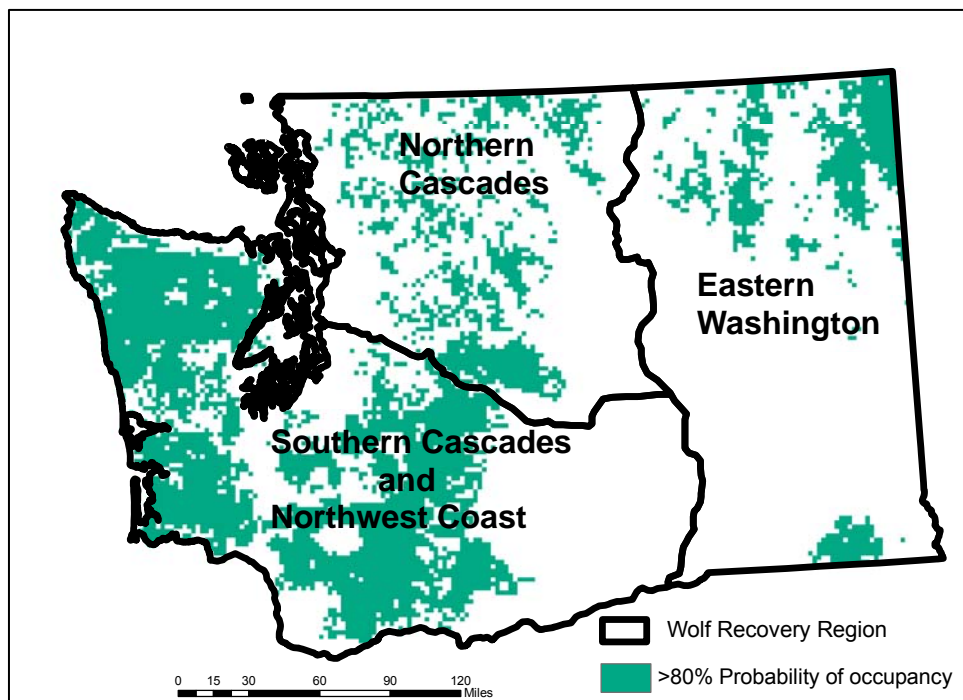 Northern
Cascades
Eastern
Washington
Southern Cascades
and
Northwest Coast
Wolf Recovery Region
>80% Probability of occupancy
0 15 30 60 90 120
Miles